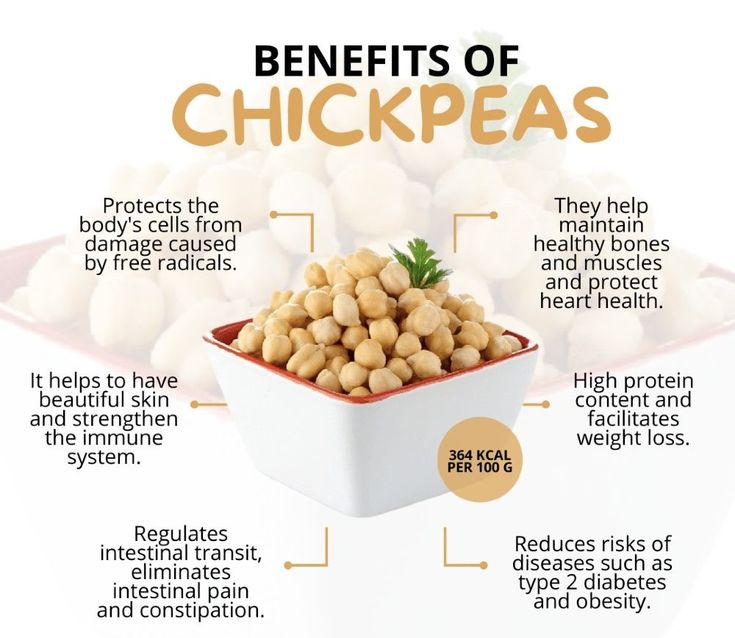 BENEFITS OF
CHICKPEAS
Protects the
body's cells from
damage caused
by free radicals.
They help
maintain
healthy bones
and muscles
and protect
heart health.
It helps to have
beautiful skin
and strengthen
the immune
system.
High protein
content and
facilitates
weight loss.
364 KCAL
PER 100 G
Regulates
intestinal transit,
eliminates
intestinal pain
and constipation.
Reduces risks of
diseases such as
type 2 diabetes
and obesity.